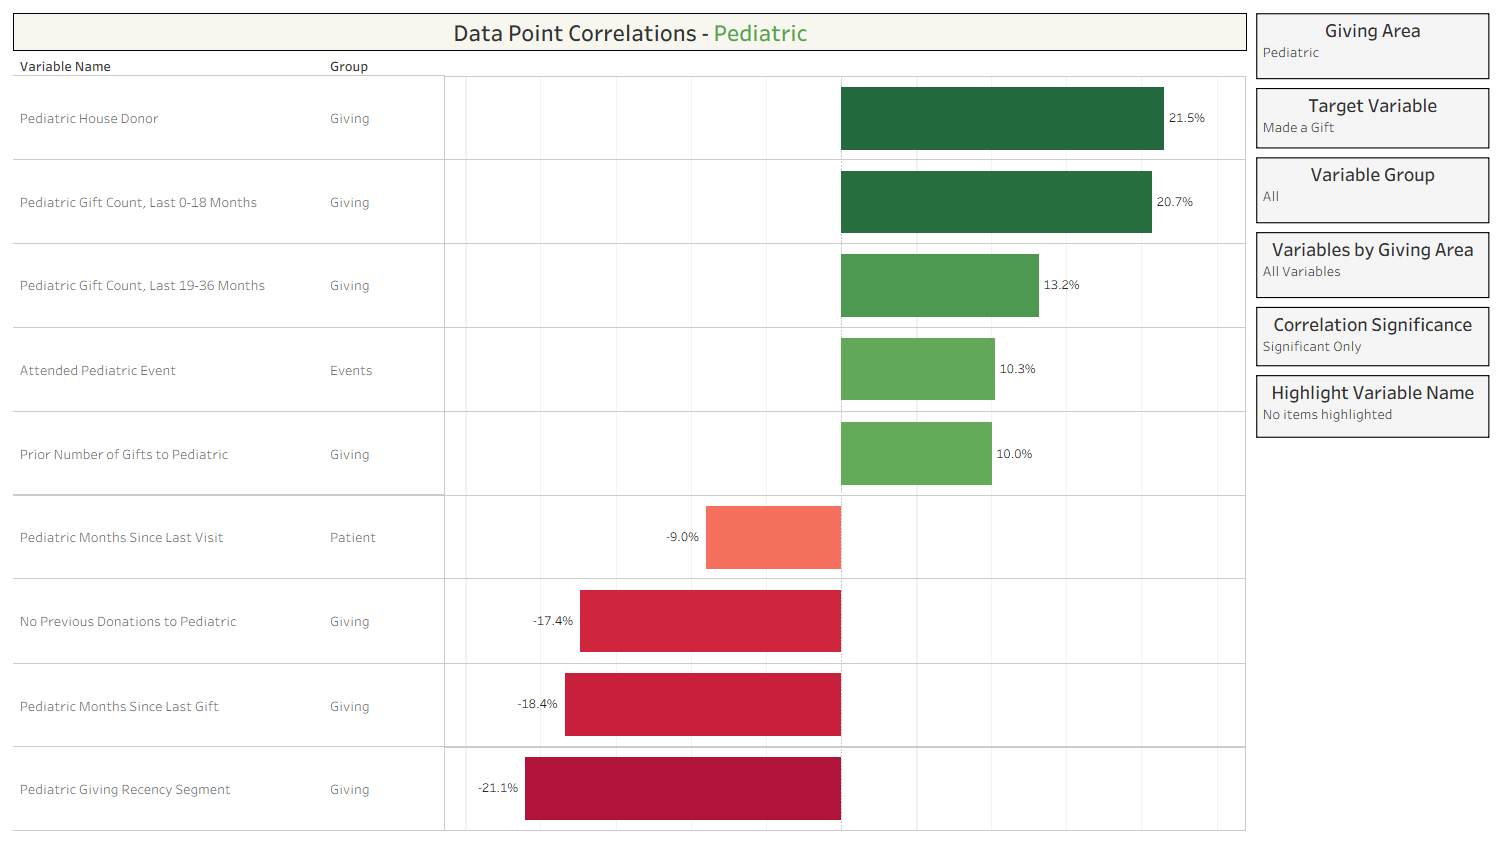 Data Point Correlations - Pediatric
Variable Name Group
Pediatric House Donor Giving 21.5%
Pediatric Gift Count, Last 0-18 Months Giving 20.7%
Pediatric Gift Count, Last 19-36 Months Giving 13.2%
Attended Pediatric Event Events 10.3%
Prior Number of Gifts to Pediatric Giving 10.0%
Pediatric Months Since Last Visit Patient -9.0%
No Previous Donations to Pediatric Giving -17.4%
Pediatric Months Since Last Gift Giving -18.4%
Pediatric Giving Recency Segment Giving -21.1%
Giving Area
Pediatric
Target Variable
Made a Gift
Variable Group
All
Variables by Giving Area
All Variables
Correlation Significance
Significant Only
Highlight Variable Name
No items highlighted